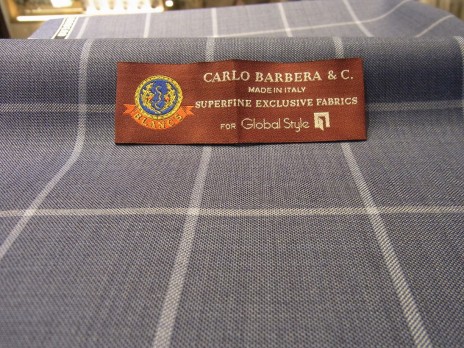 CARLO BARBERA & C.
MADE IN ITALY
SUPERFINE EXCLUSIVE FABRICS
FOR Global Style